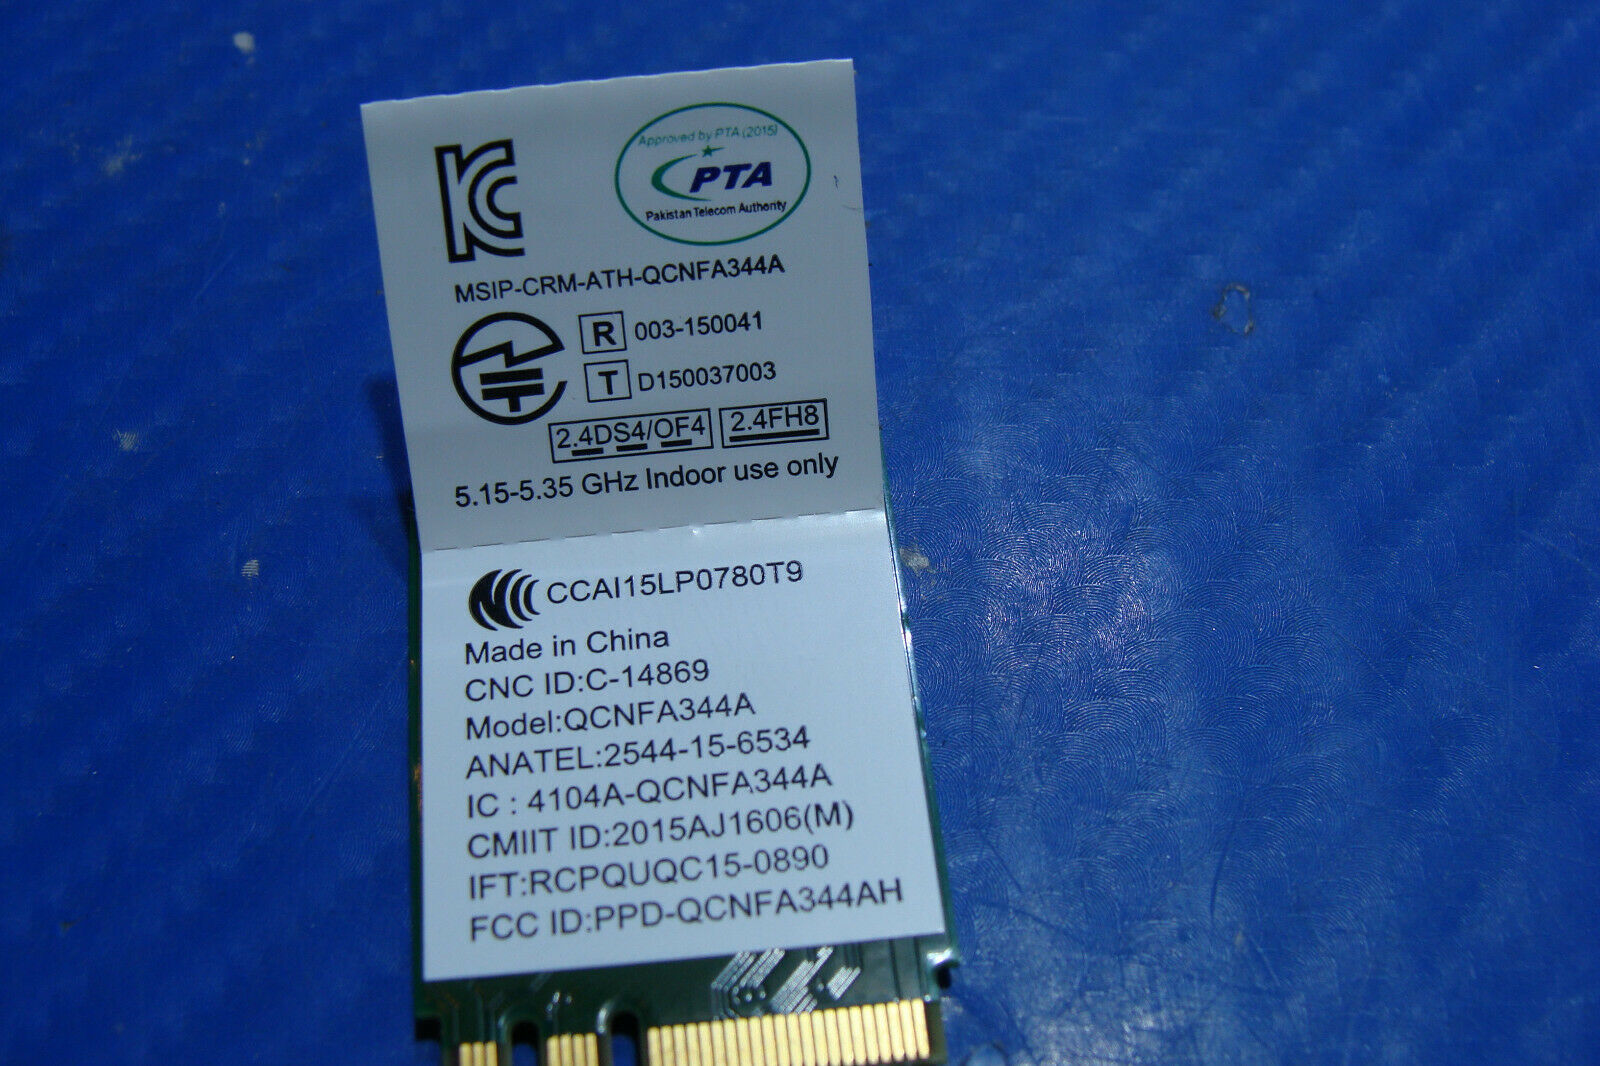 Approved by PTA (2015)
PTA
Pakistan Telecom Authority
MSIP-CRM-ATH-QCNFA344A
R 003-150041
T D150037003
2.4DS4/OF4 2.4FH8
5.15-5.35 GHz Indoor use only
CCAI15LP0780T9
Made in China
CNC ID:C-14869
Model:QCNFA344A
ANATEL:2544-15-6534
IC : 4104A-QCNFA344A
CMIIT ID:2015AJ1606(M)
IFT:RCPQUQC15-0890
FCC ID:PPD-QCNFA344AH